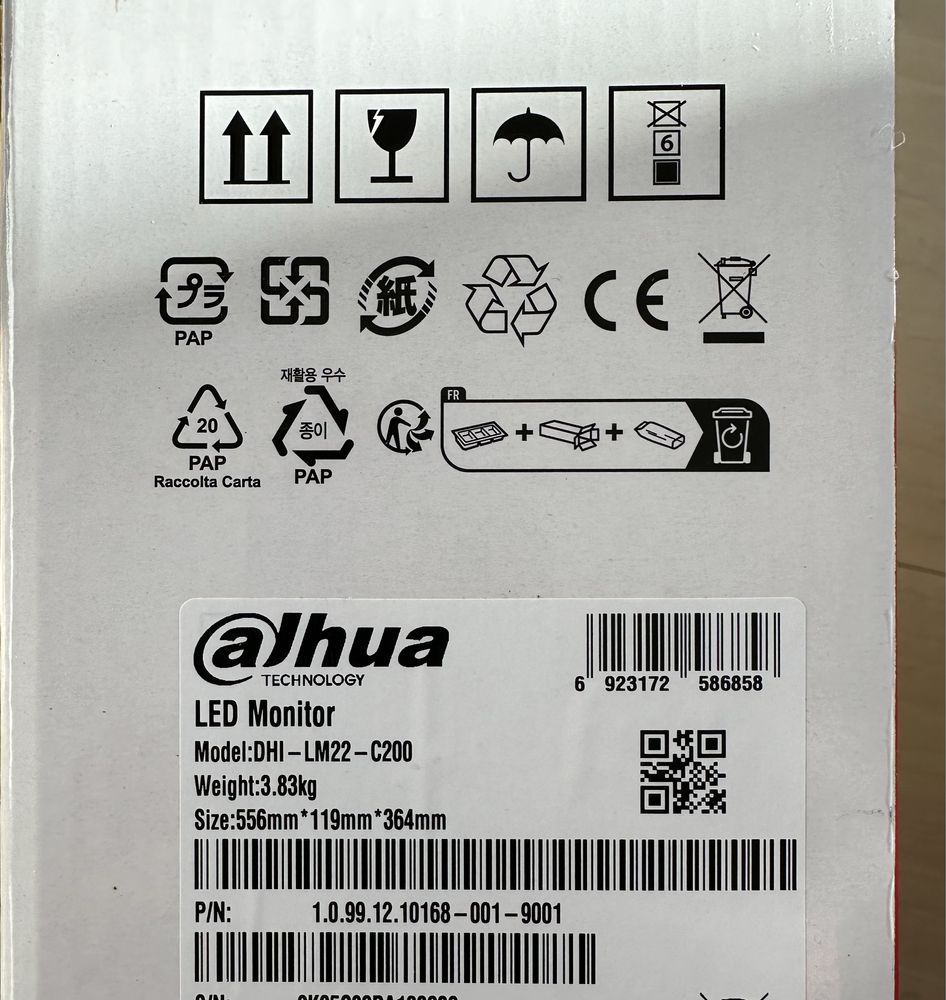 6
プラ
PAP
紙
CE
재활용 우수
20
PAP
Raccolta Carta
종이
PAP
FR
alhua
TECHNOLOGY
6 923172 586858
LED Monitor
Model:DHI-LM22-C200
Weight:3.83kg
Size:556mm*119mm*364mm
P/N: 1.0.99.12.10168-001-9001
S/N: